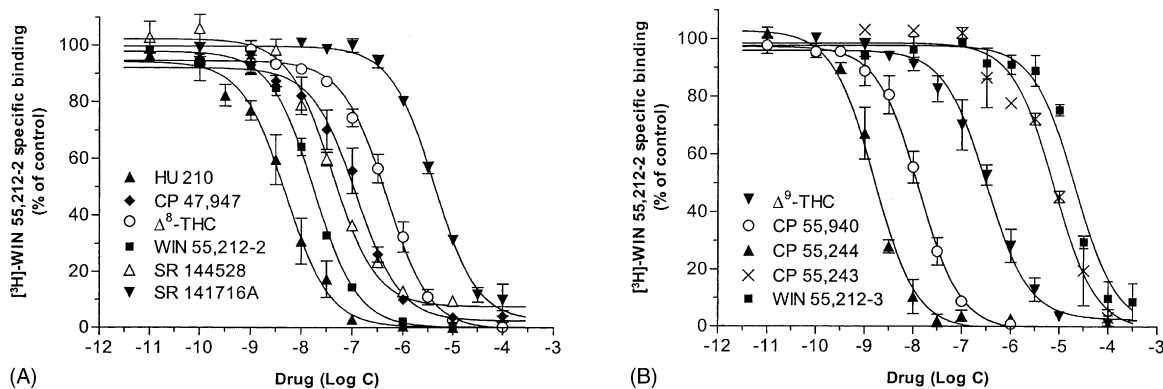 (A)
[³H]-WIN 55,212-2 specific binding
(% of control)
100
80
60
40
20
0
HU 210
CP 47,947
Δ⁸-THC
WIN 55,212-2
SR 144528
SR 141716A
-12 -11 -10 -9 -8 -7 -6 -5 -4 -3
Drug (Log C)
(B)
[³H]-WIN 55,212-2 specific binding
(% of control)
100
80
60
40
20
0
Δ⁹-THC
CP 55,940
CP 55,244
CP 55,243
WIN 55,212-3
-12 -11 -10 -9 -8 -7 -6 -5 -4 -3
Drug (Log C)